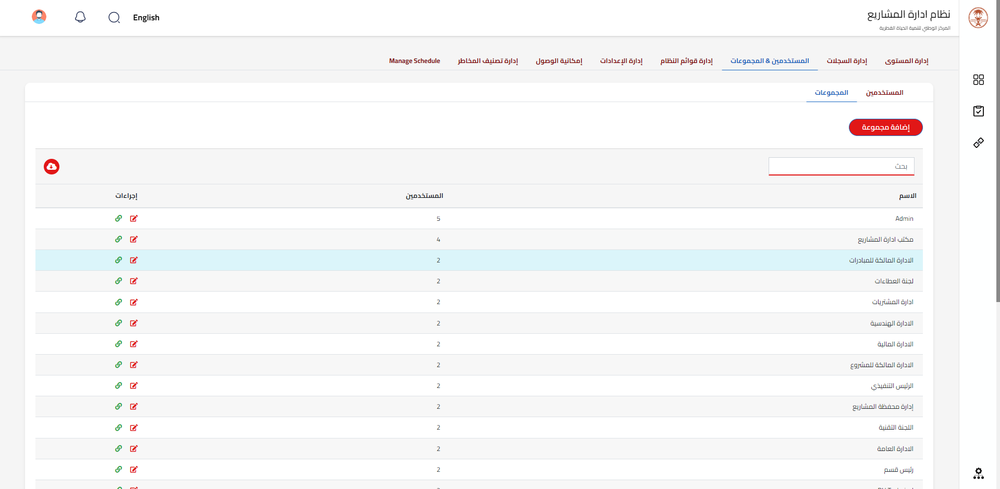 نظام ادارة المشاريع
المركز الوطني لتنمية الحياة الفطرية
English
إدارة المستوى
إدارة السجلات
المستخدمين & المجموعات
إدارة قوائم النظام
إدارة الإعدادات
إمكانية الوصول
إدارة تصنيف المخاطر
Manage Schedule
المستخدمين
المجموعات
إضافة مجموعة
بحث
الاسم المستخدمين إجراءات
Admin 5
مكتب ادارة المشاريع 4
الادارة المالكة للمبادرات 2
لجنة العطاءات 2
ادارة المشتريات 2
الادارة الهندسية 2
الادارة المالية 2
الادارة المالكة للمشروع 2
الرئيس التنفيذي 2
إدارة محفظة المشاريع 2
اللجنة التقنية 2
الادارة العامة 2
رئيس قسم 2